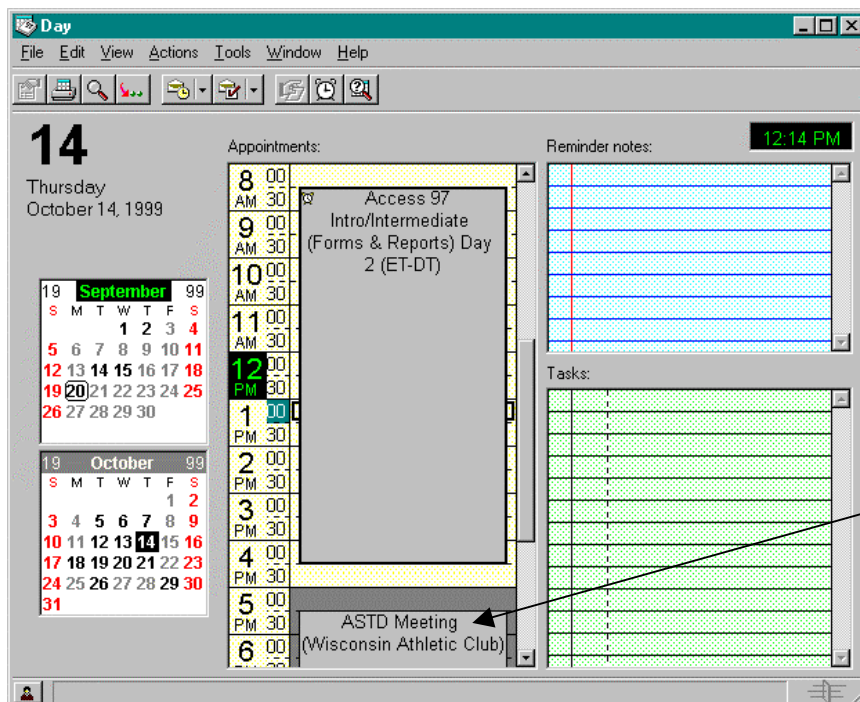 Day
File Edit View Actions Tools Window Help
14
Thursday
October 14, 1999
19 September 99
S M T W T F S
1 2 3 4
5 6 7 8 9 10 11
12 13 14 15 16 17 18
19 20 21 22 23 24 25
26 27 28 29 30
19 October 99
S M T W T F S
1 2
3 4 5 6 7 8 9
10 11 12 13 14 15 16
17 18 19 20 21 22 23
24 25 26 27 28 29 30
31
Appointments:
8 AM 00 30
9 AM 00 30
10 AM 00 30
11 AM 00 30
12 PM 00 30
1 PM 00 30
2 PM 00 30
3 PM 00 30
4 PM 00 30
5 PM 00 30
6 00
Access 97
Intro/Intermediate
(Forms & Reports) Day
2 (ET-DT)
ASTD Meeting
(Wisconsin Athletic Club)
Reminder notes:
12:14 PM
Tasks: